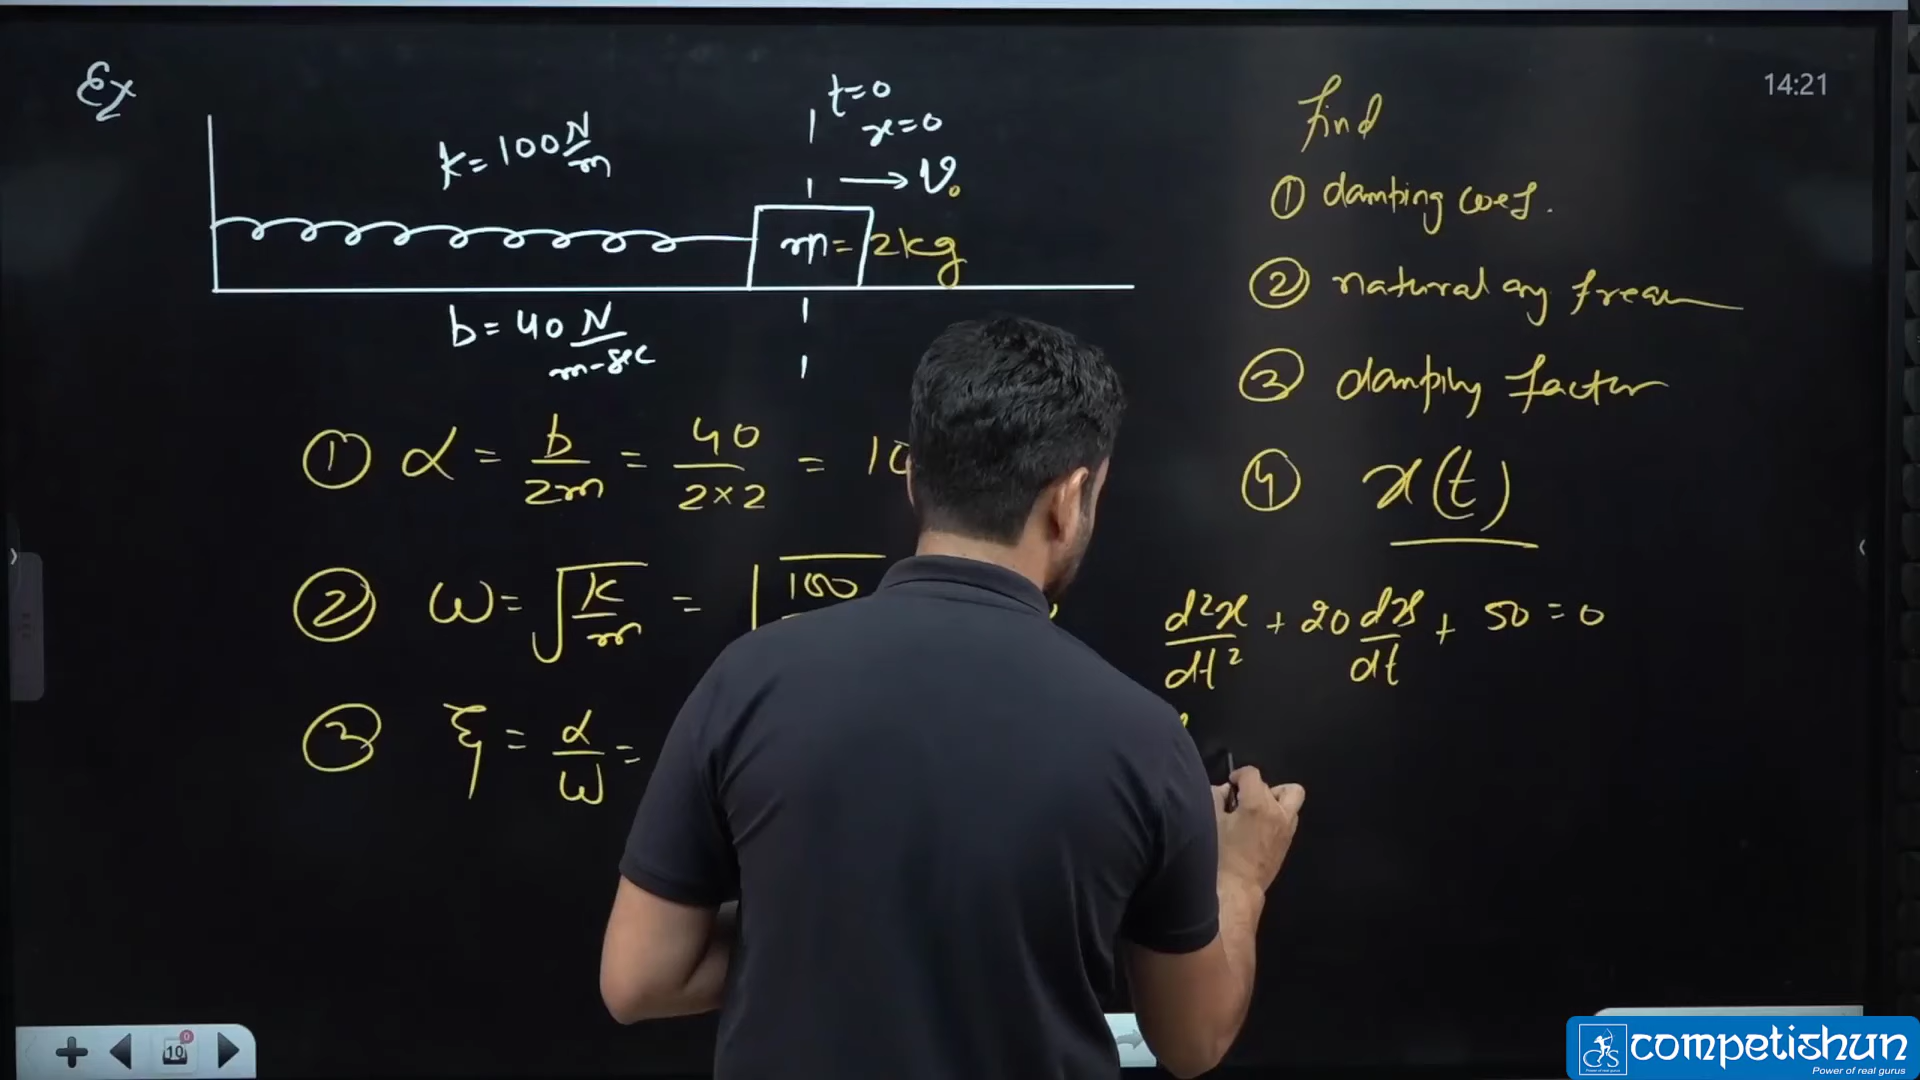 Ex
t=0
x=0
k= 100 N/m
→ v₀
m= 2kg
b= 40 N/m-sec
① α = b/2m = 40/2×2 = 10
② ω= √k/m = √100
③ ξ = α/ω =
14:21
find
① damping coef.
② natural ang frequ
③ damping factor
④ x(t)
d²x/dt² + 20 dx/dt + 50 = 0
10
0
competishun
Power of real gurus